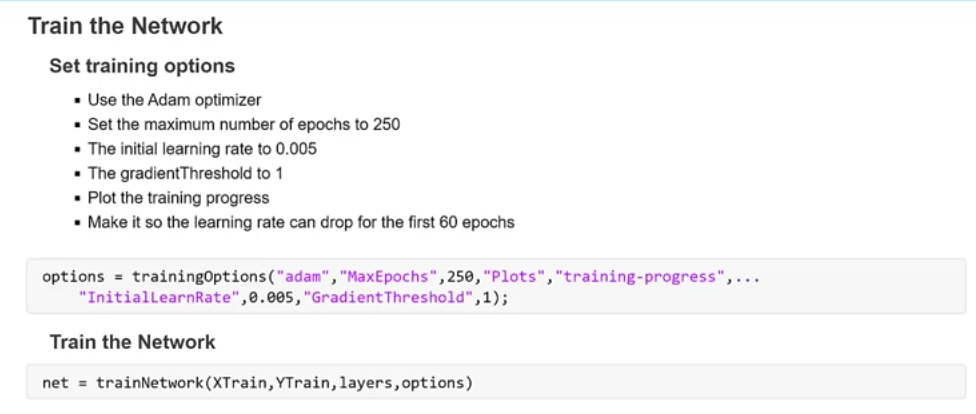 Train the Network
Set training options
▪ Use the Adam optimizer
▪ Set the maximum number of epochs to 250
▪ The initial learning rate to 0.005
▪ The gradientThreshold to 1
▪ Plot the training progress
▪ Make it so the learning rate can drop for the first 60 epochs
options = trainingOptions("adam","MaxEpochs",250,"Plots","training-progress",...
"InitialLearnRate",0.005,"GradientThreshold",1);
Train the Network
net = trainNetwork(XTrain,YTrain,layers,options)